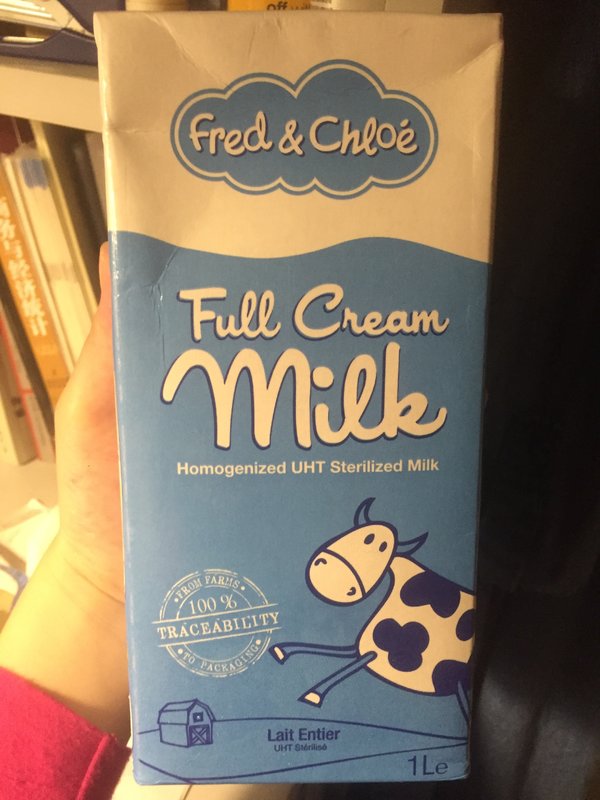 off
Fred & Chloé
Full Cream
Milk
Homogenized UHT Sterilized Milk
FROM FARMS
100 %
TRACEABILITY
TO PACKAGING
Lait Entier
UHT Stérilisé
1Le